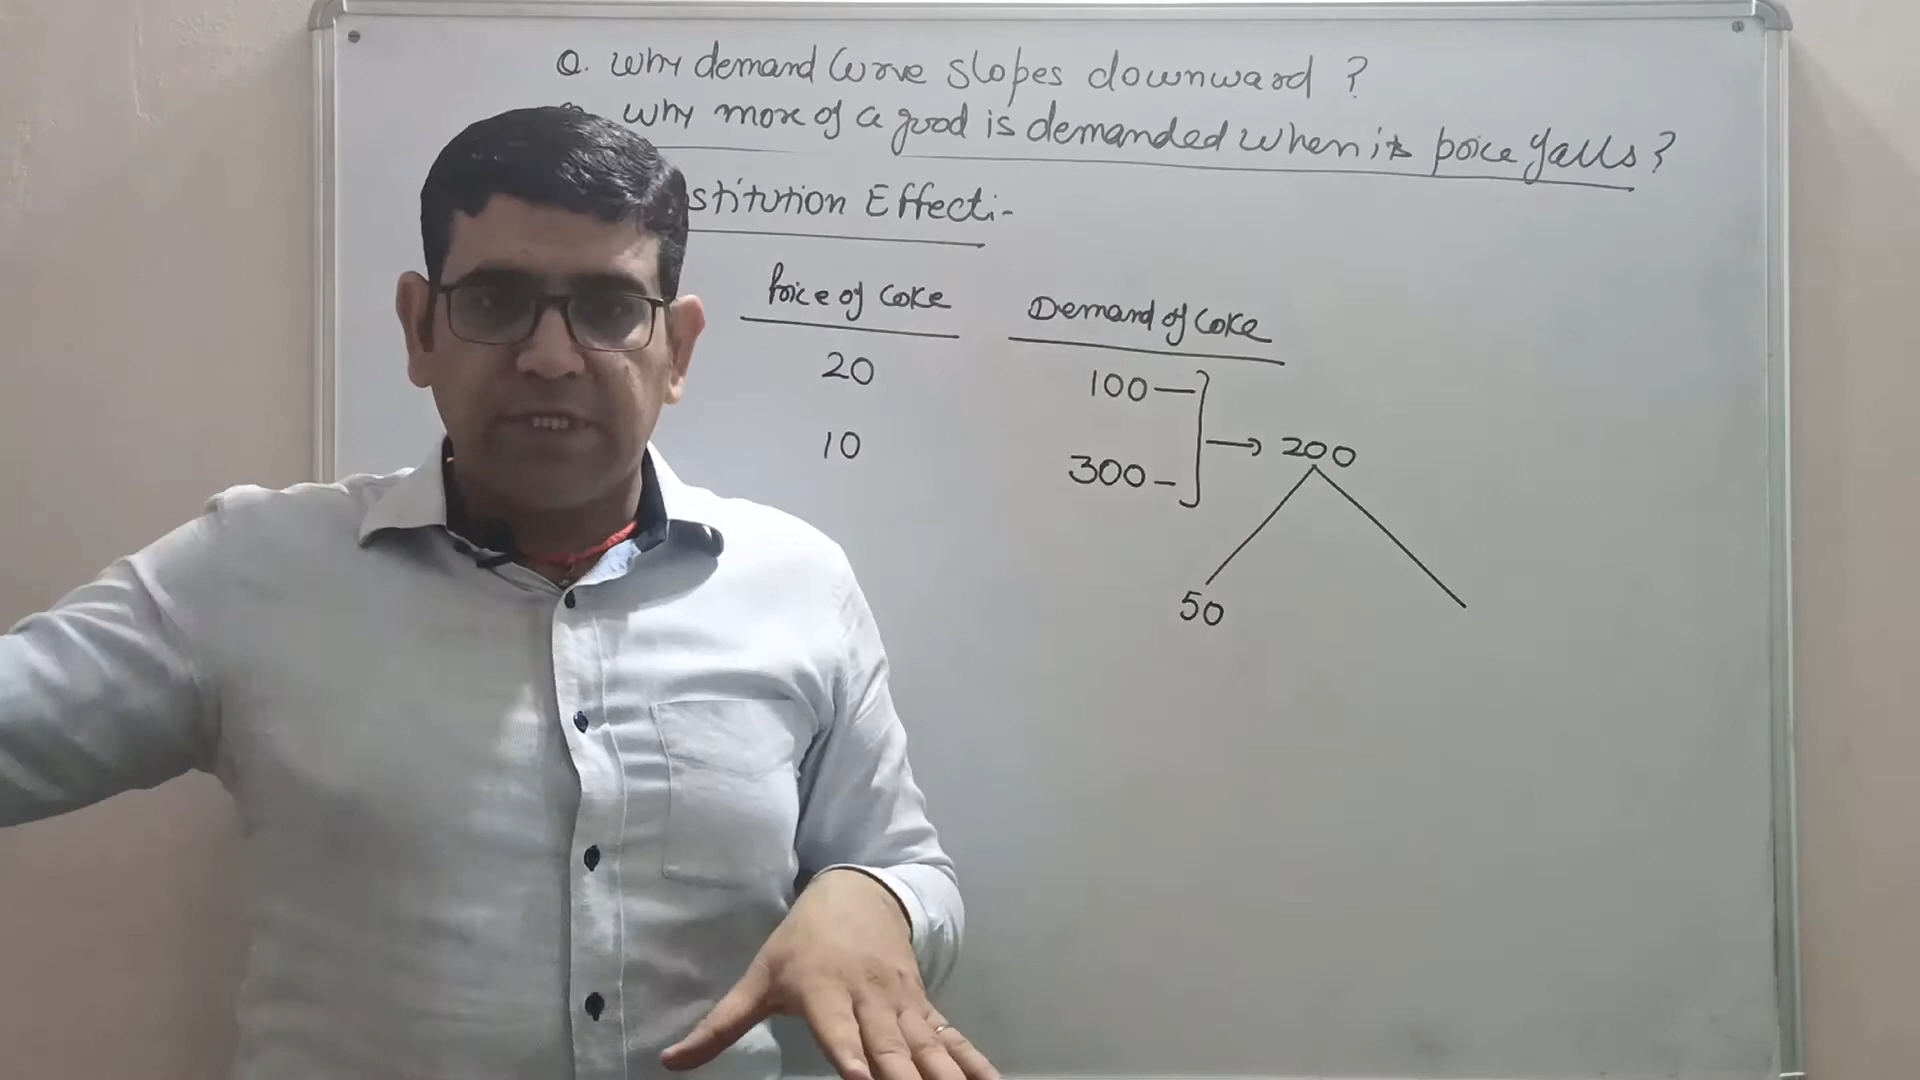 Q. Why demand Curve slopes downward ?
Why more of a good is demanded when its price falls ?
stitution Effect:-
Price of Coke Demand of Coke
20 100
10 300
200
50